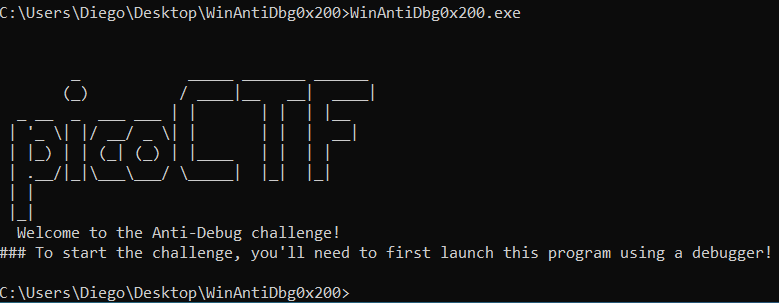 C:\Users\Diego\Desktop\WinAntiDbg0x200>WinAntiDbg0x200.exe
picoCTF
Welcome to the Anti-Debug challenge!
### To start the challenge, you'll need to first launch this program using a debugger!
C:\Users\Diego\Desktop\WinAntiDbg0x200>